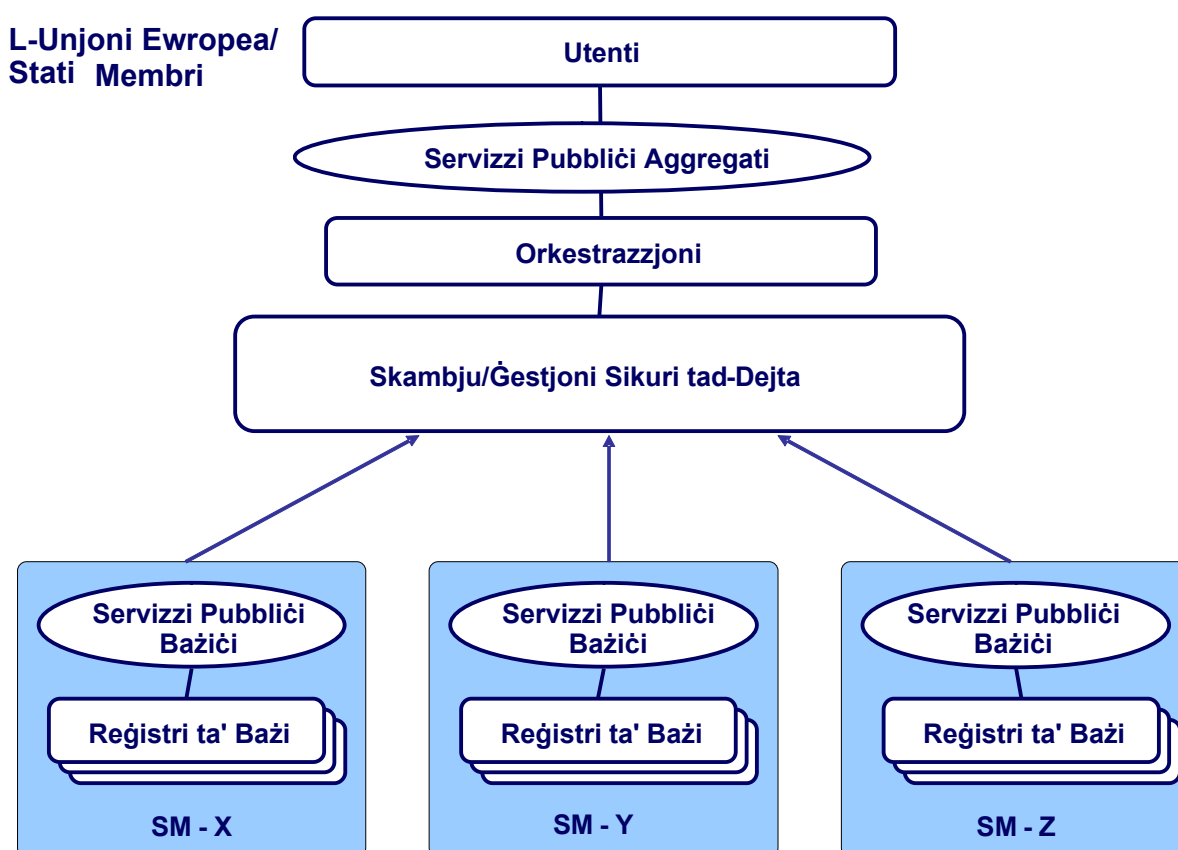 L-Unjoni Ewropea/
Stati Membri
Utenti
Servizzi Pubbliċi Aggregati
Orkestrazzjoni
Skambju/Ġestjoni Sikuri tad-Dejta
Servizzi Pubbliċi
Bażiċi
Reġistri ta' Bażi
SM - X
Servizzi Pubbliċi
Bażiċi
Reġistri ta' Bażi
SM - Y
Servizzi Pubbliċi
Bażiċi
Reġistri ta' Bażi
SM - Z